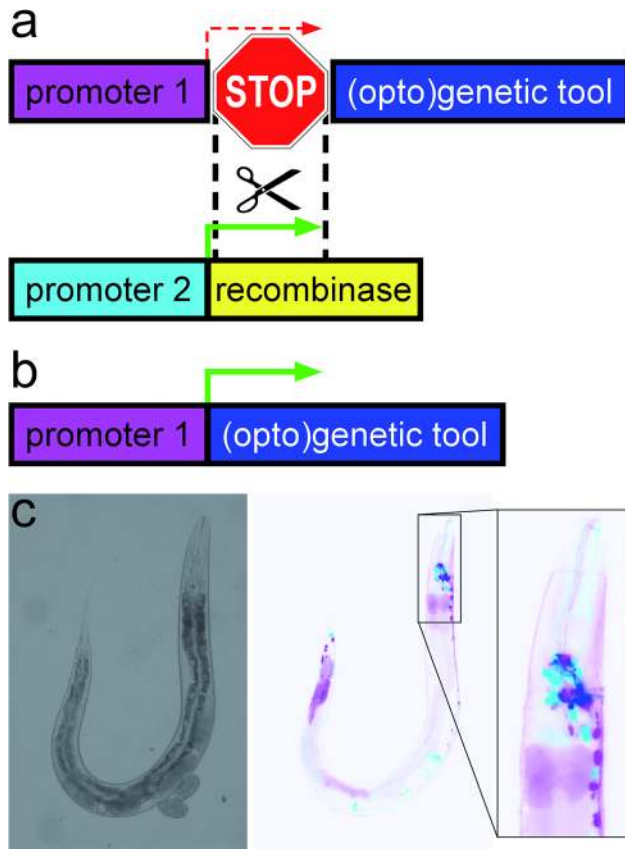 a
promoter 1 STOP (opto)genetic tool
promoter 2 recombinase
b
promoter 1 (opto)genetic tool
c